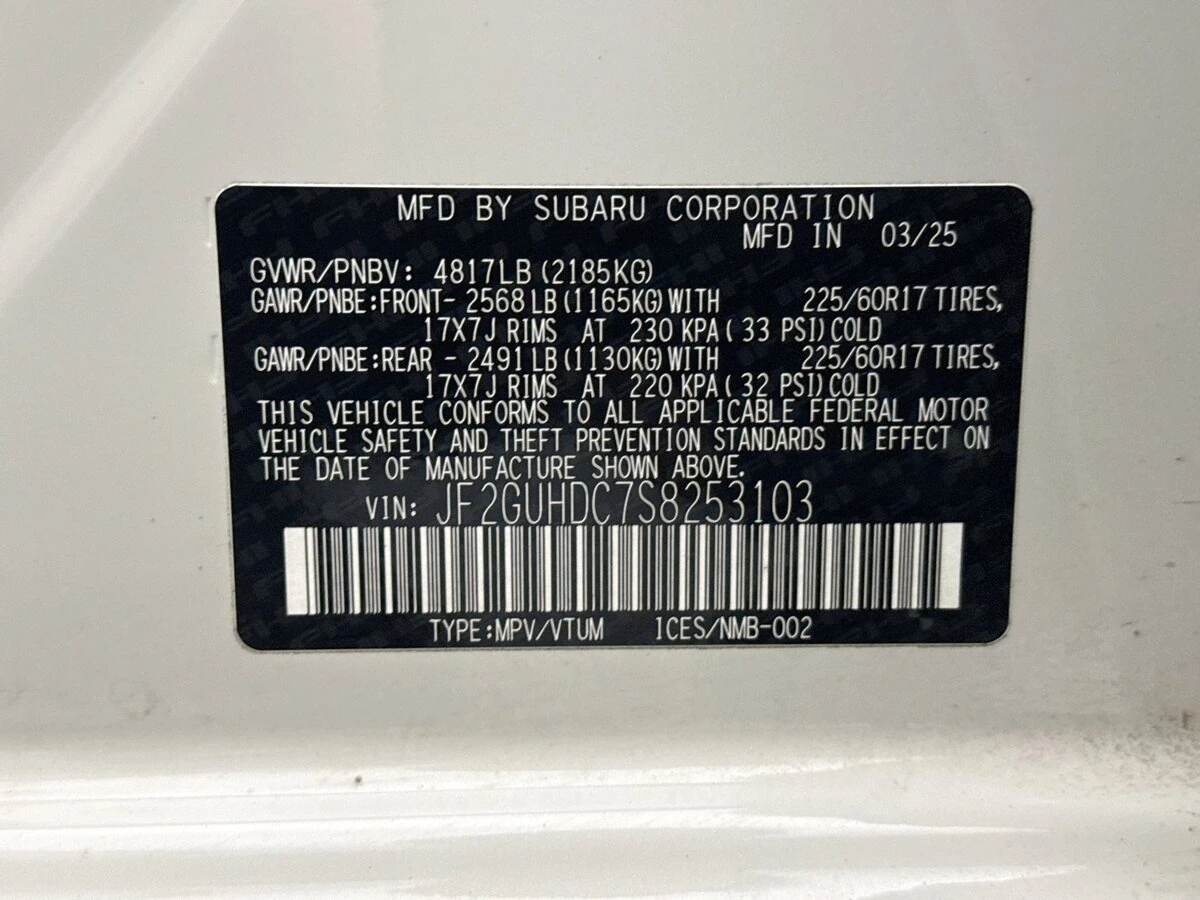 MFD BY SUBARU CORPORATION
MFD IN 03/25
GVWR/PNBV: 4817LB (2185KG)
GAWR/PNBE:FRONT- 2568 LB (1165KG) WITH 225/60R17 TIRES,
17X7J RIMS AT 230 KPA ( 33 PSI) COLD
GAWR/PNBE:REAR - 2491 LB (1130KG) WITH 225/60R17 TIRES,
17X7J RIMS AT 220 KPA ( 32 PSI) COLD
THIS VEHICLE CONFORMS TO ALL APPLICABLE FEDERAL MOTOR
VEHICLE SAFETY AND THEFT PREVENTION STANDARDS IN EFFECT ON
THE DATE OF MANUFACTURE SHOWN ABOVE.
VIN: JF2GUHDC7S8253103
TYPE:MPV/VTUM ICES/NMB-002